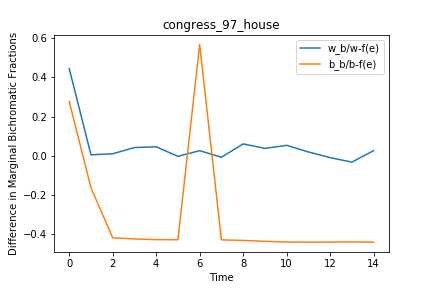 congress_97_house
Difference in Marginal Bichromatic Fractions
0.6
0.4
0.2
0.0
−0.2
−0.4
w_b/w-f(e)
b_b/b-f(e)
0 2 4 6 8 10 12 14
Time